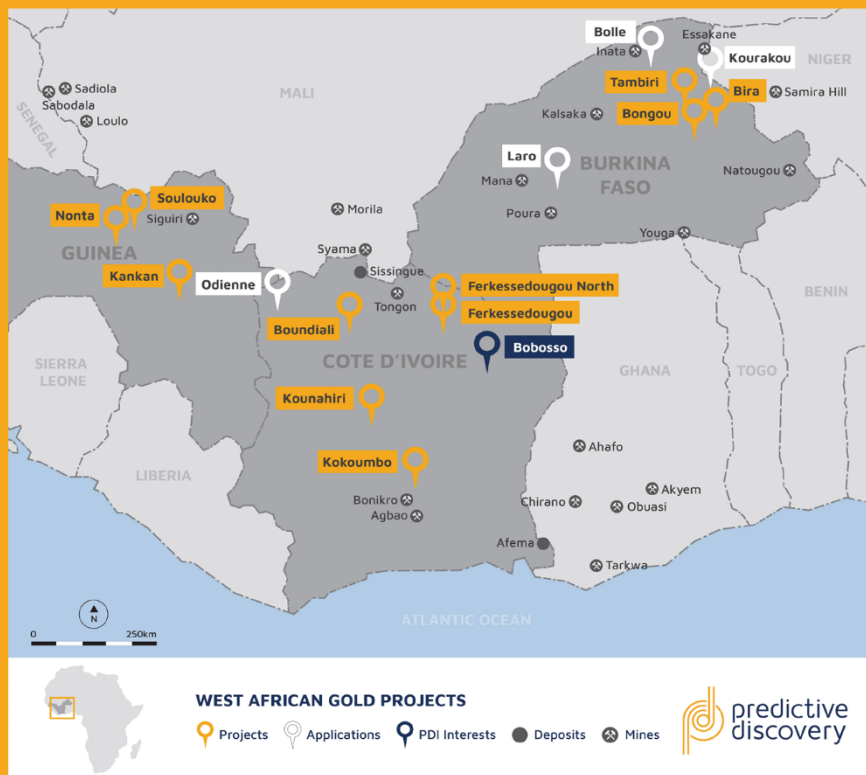 Bolle
Essakane
Inata
Kourakou
NIGER
Tambiri
Bira
Samira Hill
Sadiola
Sabodala
Loulo
MALI
Kalsaka
Bongou
SENEGAL
Laro
BURKINA
FASO
Mana
Natougou
Soulouko
Nonta
Siguiri
Morila
Poura
Youga
GUINEA
Syama
Kankan
Odienne
Sissingue
Ferkessedougou North
Tongon
Ferkessedougou
BENIN
Boundiali
Bobosso
SIERRA
LEONE
COTE D'IVOIRE
GHANA
TOGO
Kounahiri
Ahafo
Kokoumbo
LIBERIA
Bonikro
Agbao
Chirano
Akyem
Obuasi
Afema
Tarkwa
N
0 250km
ATLANTIC OCEAN
WEST AFRICAN GOLD PROJECTS
Projects Applications PDI Interests Deposits Mines
predictive
discovery